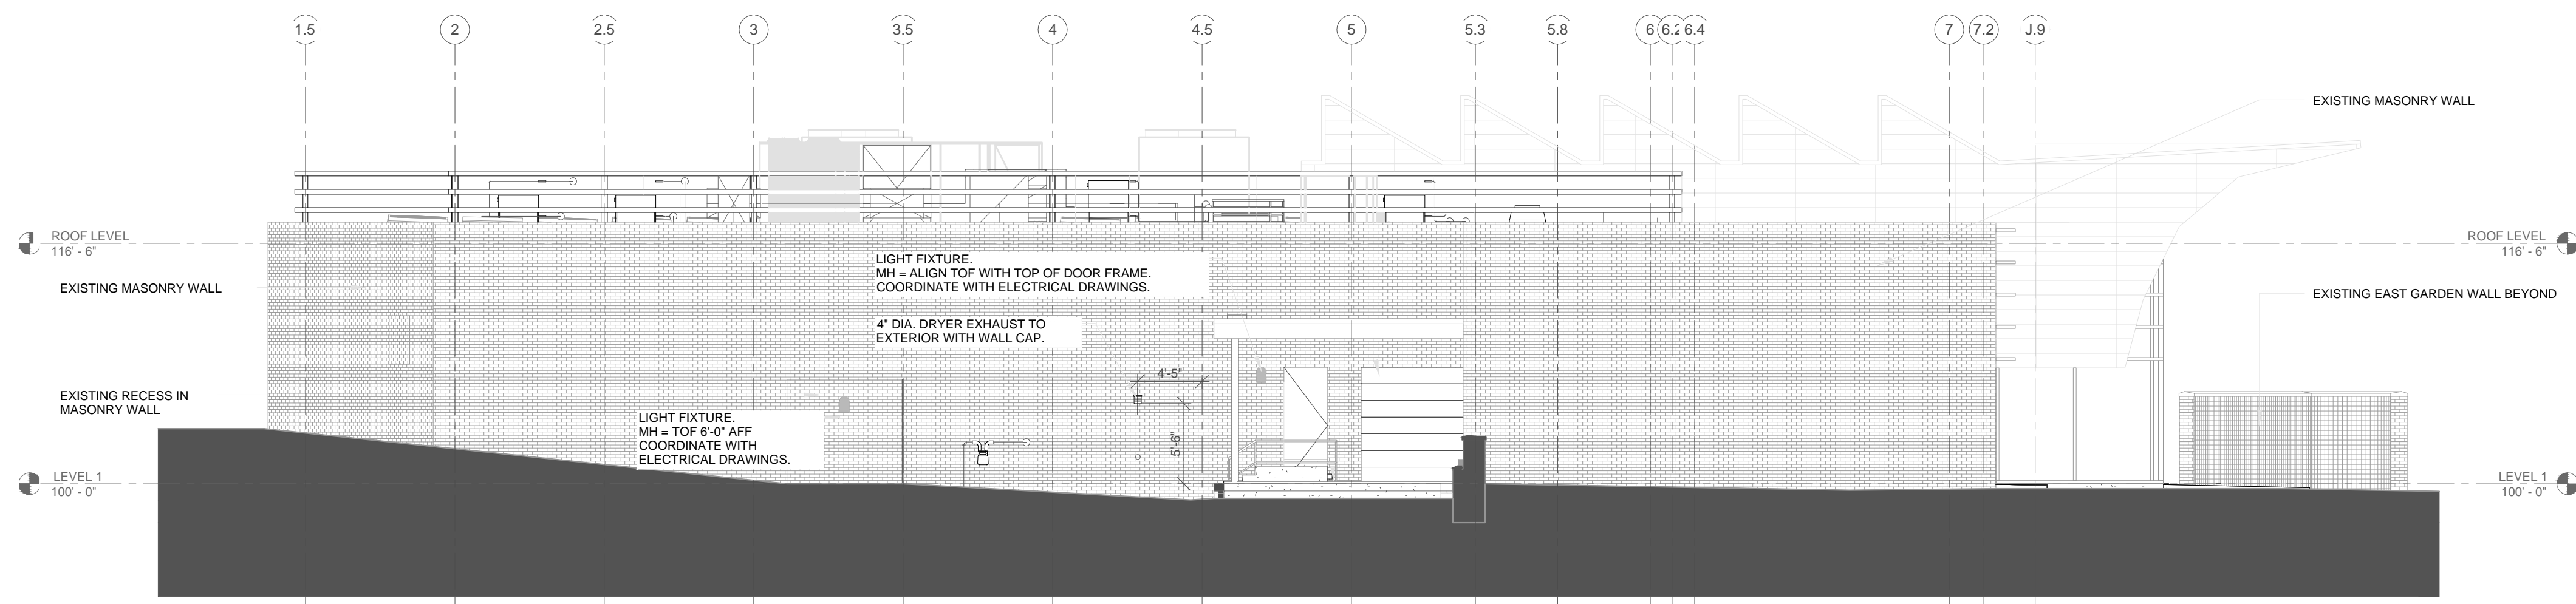 1.5
2
2.5
3
3.5
4
4.5
5
5.3
5.8
6
6.2
6.4
7
7.2
J.9
EXISTING MASONRY WALL
ROOF LEVEL
116' - 6"
ROOF LEVEL
116' - 6"
LIGHT FIXTURE.
MH = ALIGN TOF WITH TOP OF DOOR FRAME.
COORDINATE WITH ELECTRICAL DRAWINGS.
EXISTING MASONRY WALL
EXISTING EAST GARDEN WALL BEYOND
4" DIA. DRYER EXHAUST TO
EXTERIOR WITH WALL CAP.
4'-5"
EXISTING RECESS IN
MASONRY WALL
LIGHT FIXTURE.
MH = TOF 6'-0" AFF
COORDINATE WITH
ELECTRICAL DRAWINGS.
5'-6"
LEVEL 1
100' - 0"
LEVEL 1
100' - 0"